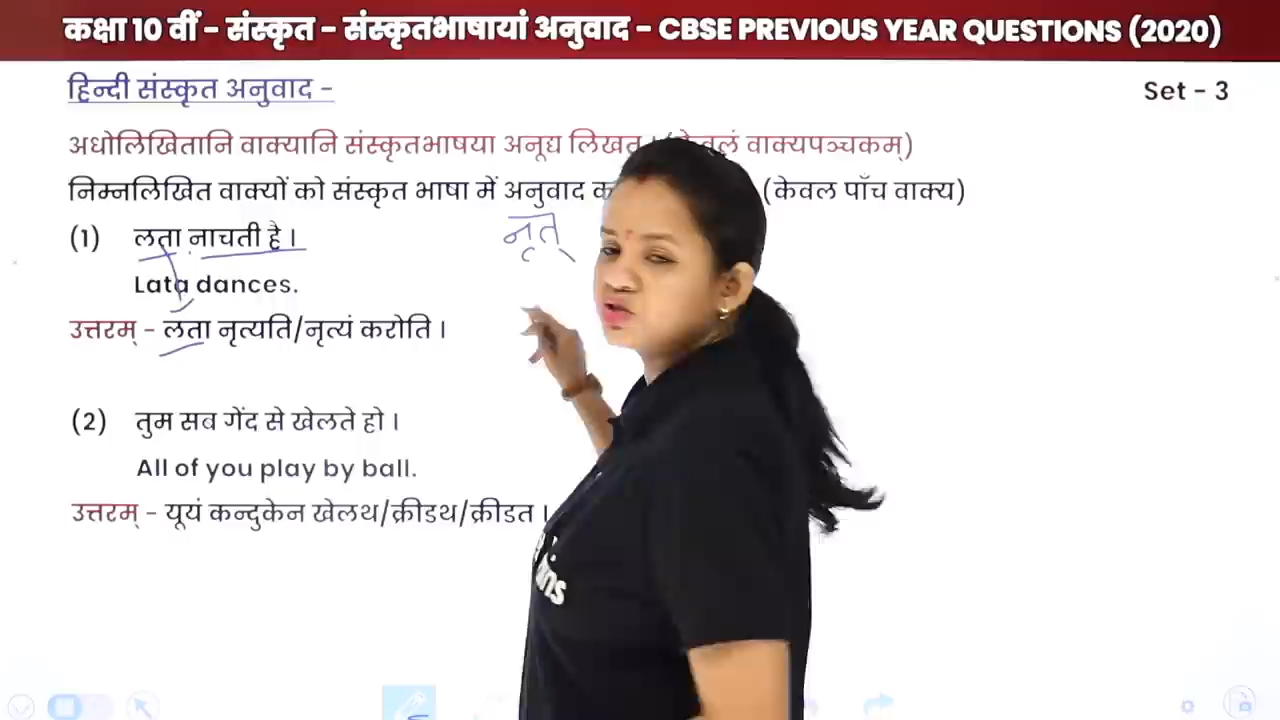 कक्षा 10 वीं - संस्कृत - संस्कृतभाषायां अनुवाद - CBSE PREVIOUS YEAR QUESTIONS (2020)
हिन्दी संस्कृत अनुवाद -
Set - 3
अधोलिखितानि वाक्यानि संस्कृतभाषया अनूद्य लिखत वाक्यपञ्चकम्)
निम्नलिखित वाक्यों को संस्कृत भाषा में अनुवाद (केवल पाँच वाक्य)
(1) लता नाचती है ।
नृत्
Lata dances.
उत्तरम् - लता नृत्यति/नृत्यं करोति ।
(2) तुम सब गेंद से खेलते हो ।
All of you play by ball.
उत्तरम् - यूयं कन्दुकेन खेलथ/क्रीडथ/क्रीडत ।